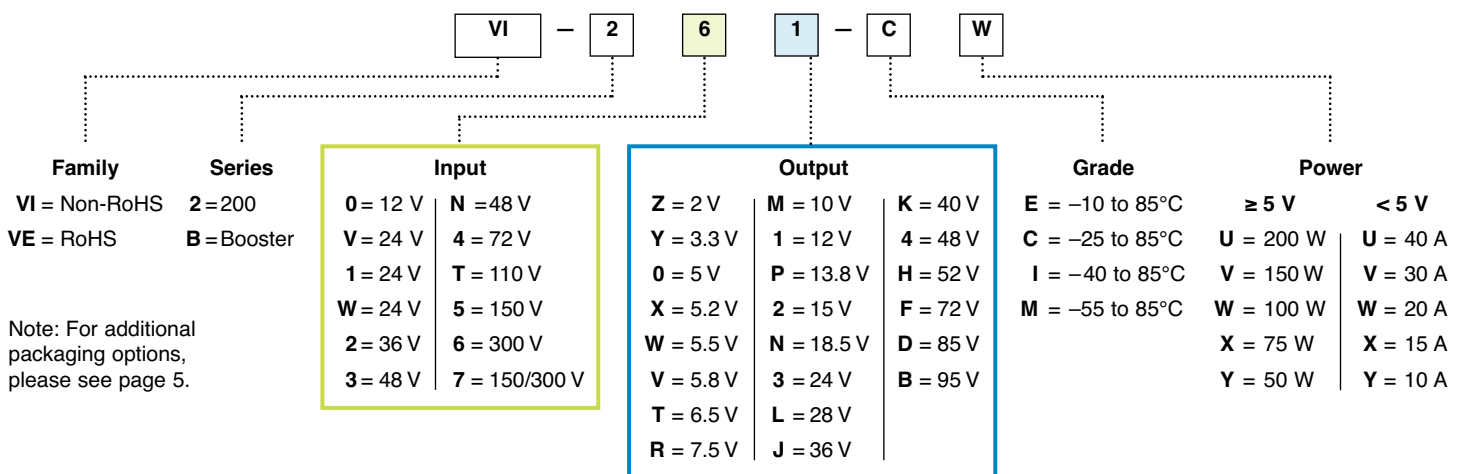 VI – 2 6 1 – C W
Family Series Input Output Grade Power
VI = Non-RoHS 2 = 200 0 = 12 V N = 48 V Z = 2 V M = 10 V K = 40 V E = –10 to 85°C ≥ 5 V < 5 V
VE = RoHS B = Booster V = 24 V 4 = 72 V Y = 3.3 V 1 = 12 V 4 = 48 V C = –25 to 85°C U = 200 W U = 40 A
1 = 24 V T = 110 V 0 = 5 V P = 13.8 V H = 52 V I = –40 to 85°C V = 150 W V = 30 A
W = 24 V 5 = 150 V X = 5.2 V 2 = 15 V F = 72 V M = –55 to 85°C W = 100 W W = 20 A
Note: For additional
2 = 36 V 6 = 300 V W = 5.5 V N = 18.5 V D = 85 V X = 75 W X = 15 A
packaging options,
please see page 5. 3 = 48 V 7 = 150/300 V V = 5.8 V 3 = 24 V B = 95 V Y = 50 W Y = 10 A
T = 6.5 V L = 28 V
R = 7.5 V J = 36 V